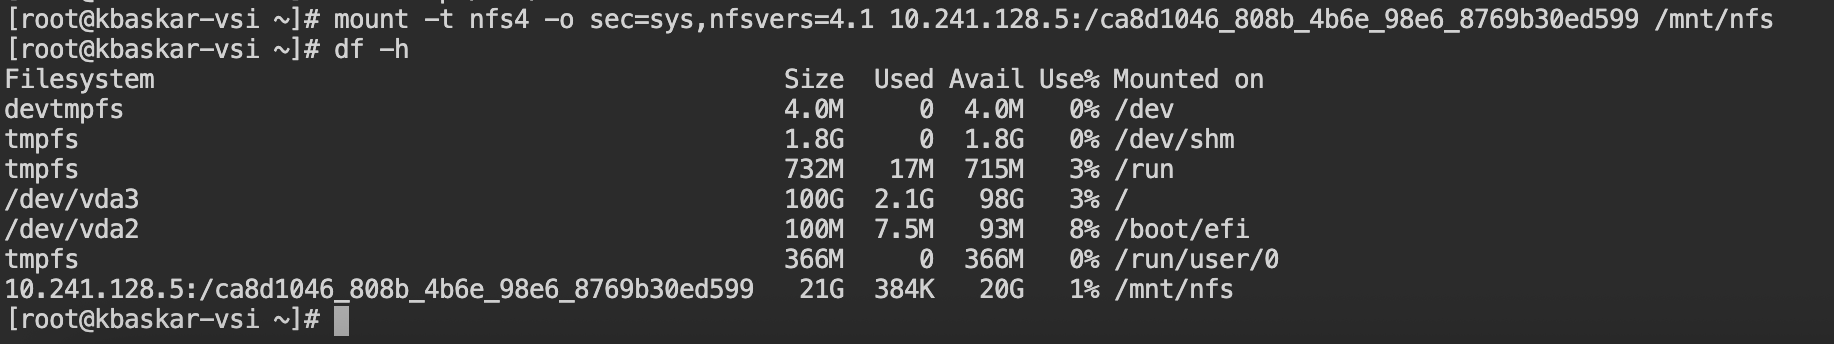 [root@kbaskar-vsi ~]# mount -t nfs4 -o sec=sys,nfsvers=4.1 10.241.128.5:/ca8d1046_808b_4b6e_98e6_8769b30ed599 /mnt/nfs
[root@kbaskar-vsi ~]# df -h
Filesystem                                         Size  Used Avail Use% Mounted on
devtmpfs                                           4.0M     0  4.0M   0% /dev
tmpfs                                              1.8G     0  1.8G   0% /dev/shm
tmpfs                                              732M   17M  715M   3% /run
/dev/vda3                                          100G  2.1G   98G   3% /
/dev/vda2                                          100M  7.5M   93M   8% /boot/efi
tmpfs                                              366M     0  366M   0% /run/user/0
10.241.128.5:/ca8d1046_808b_4b6e_98e6_8769b30ed599   21G  384K   20G   1% /mnt/nfs
[root@kbaskar-vsi ~]#